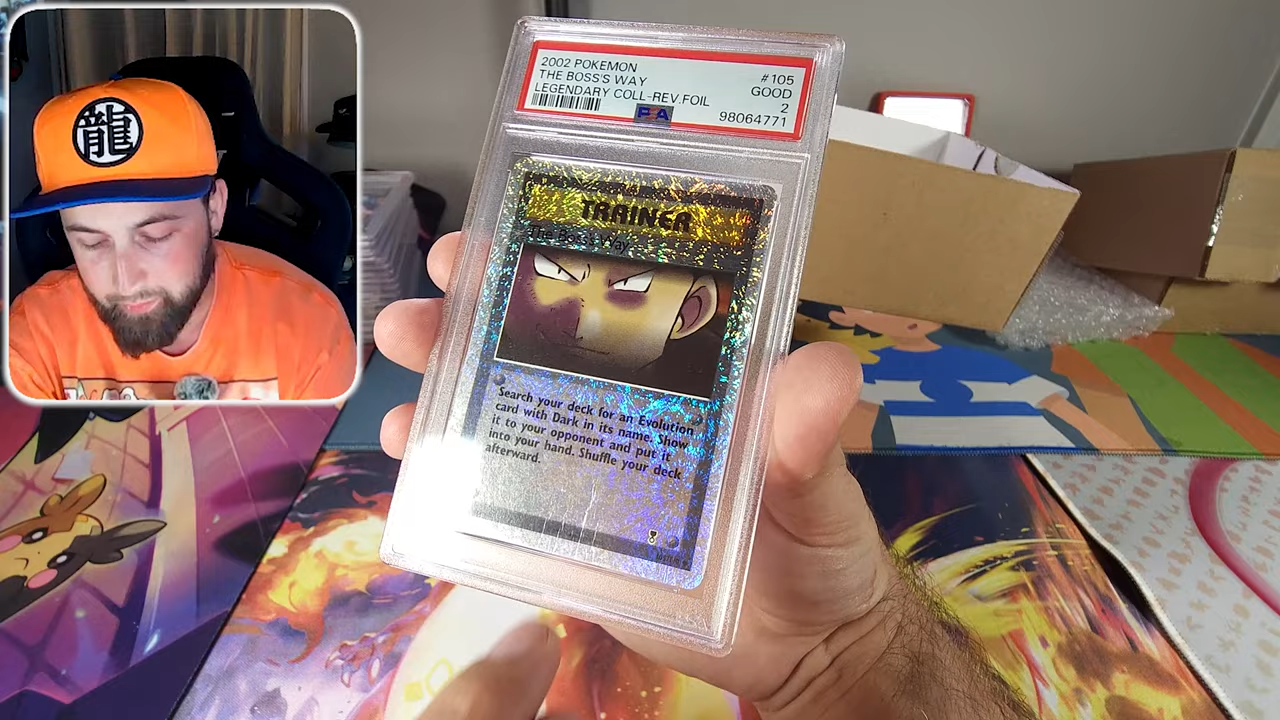 龍
2002 POKEMON
THE BOSS'S WAY
LEGENDARY COLL-REV.FOIL
#105
GOOD
2
98064771
PSA
TRAINER
The Boss's Way
Search your deck for an Evolution
card with Dark in its name. Show
it to your opponent and put it
into your hand. Shuffle your deck
afterward.